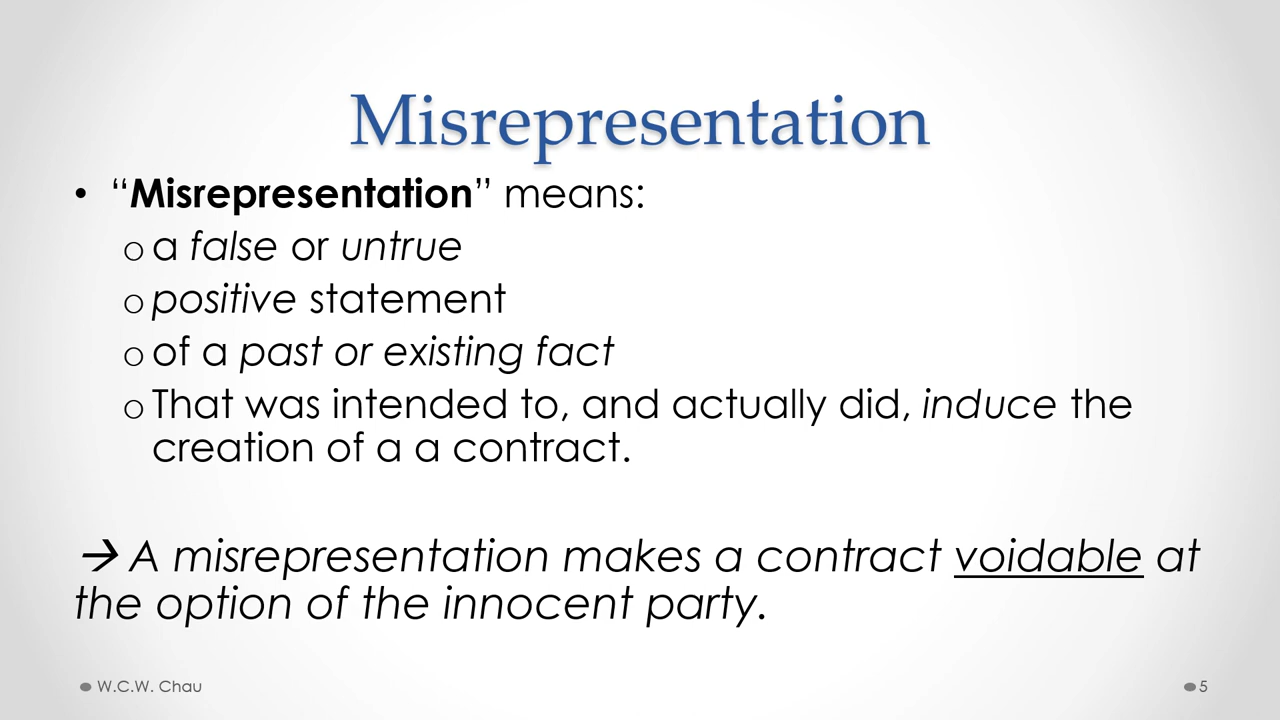 Misrepresentation
• “Misrepresentation” means:
o a false or untrue
o positive statement
o of a past or existing fact
o That was intended to, and actually did, induce the
creation of a a contract.
→ A misrepresentation makes a contract voidable at
the option of the innocent party.
W.C.W. Chau
5